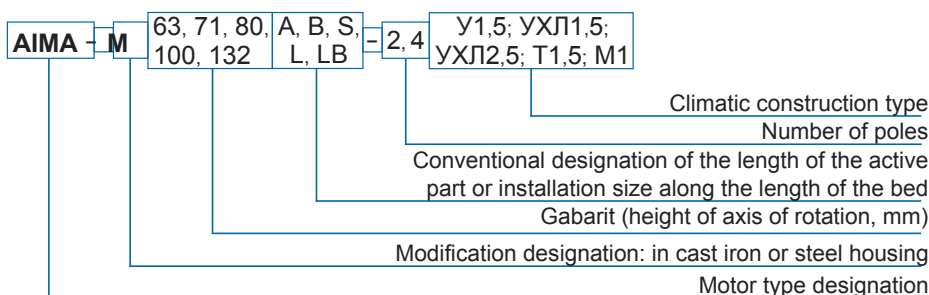 AIMA - M 63, 71, 80, A, B, S, - 2, 4 У1,5; УХЛ1,5;
100, 132 L, LB УХЛ2,5; Т1,5; М1
Climatic construction type
Number of poles
Conventional designation of the length of the active
part or installation size along the length of the bed
Gabarit (height of axis of rotation, mm)
Modification designation: in cast iron or steel housing
Motor type designation